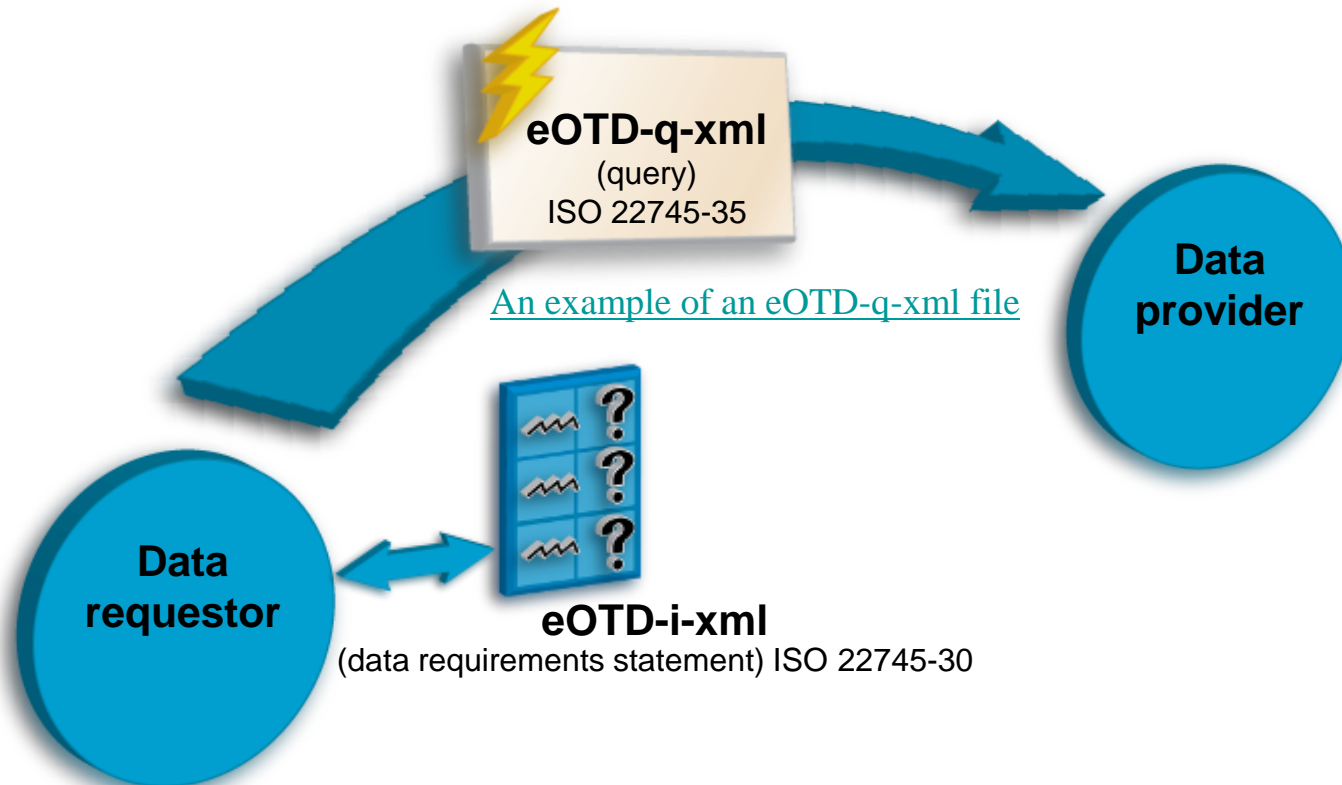 eOTD-q-xml
(query)
ISO 22745-35
Data
provider
An example of an eOTD-q-xml file
Data
requestor
eOTD-i-xml
(data requirements statement) ISO 22745-30